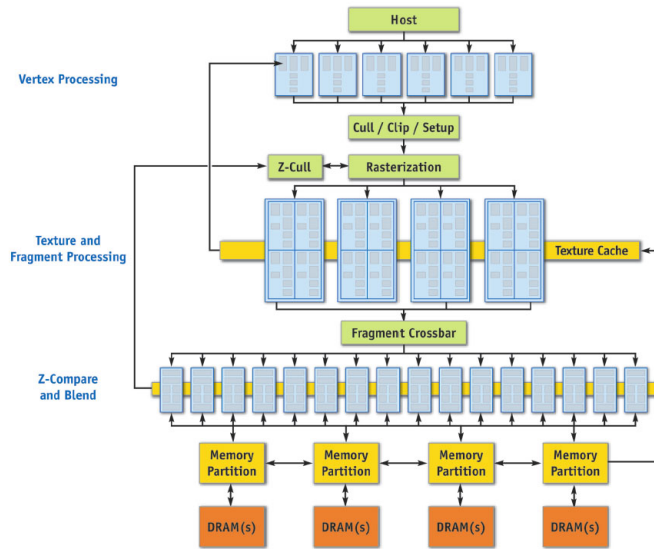 Host
Vertex Processing
Cull / Clip / Setup
Z-Cull
Rasterization
Texture and
Fragment Processing
Texture Cache
Fragment Crossbar
Z-Compare
and Blend
Memory
Partition
Memory
Partition
Memory
Partition
Memory
Partition
DRAM(s)
DRAM(s)
DRAM(s)
DRAM(s)